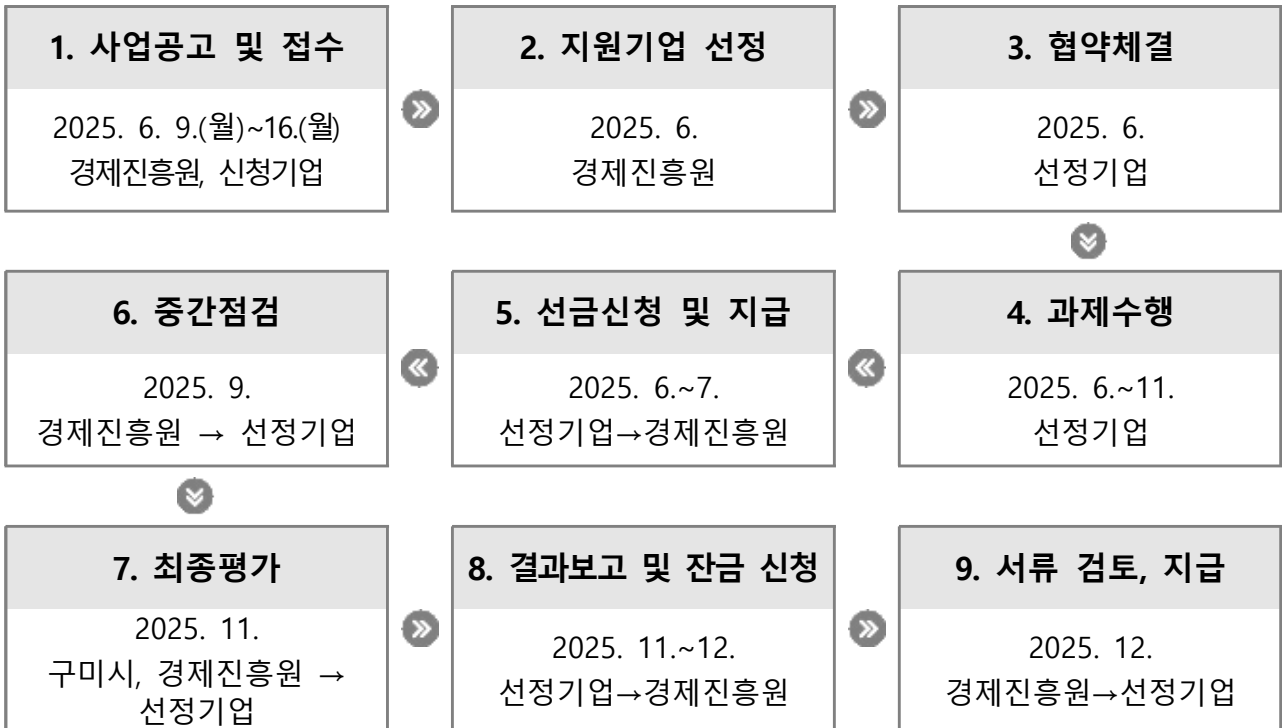 1. 사업공고 및 접수
2025. 6. 9.(월)~16.(월)
경제진흥원, 신청기업
2. 지원기업 선정
2025. 6.
경제진흥원
3. 협약체결
2025. 6.
선정기업
4. 과제수행
2025. 6.~11.
선정기업
5. 선금신청 및 지급
2025. 6.~7.
선정기업→경제진흥원
6. 중간점검
2025. 9.
경제진흥원 → 선정기업
7. 최종평가
2025. 11.
구미시, 경제진흥원 →
선정기업
8. 결과보고 및 잔금 신청
2025. 11.~12.
선정기업→경제진흥원
9. 서류 검토, 지급
2025. 12.
경제진흥원→선정기업